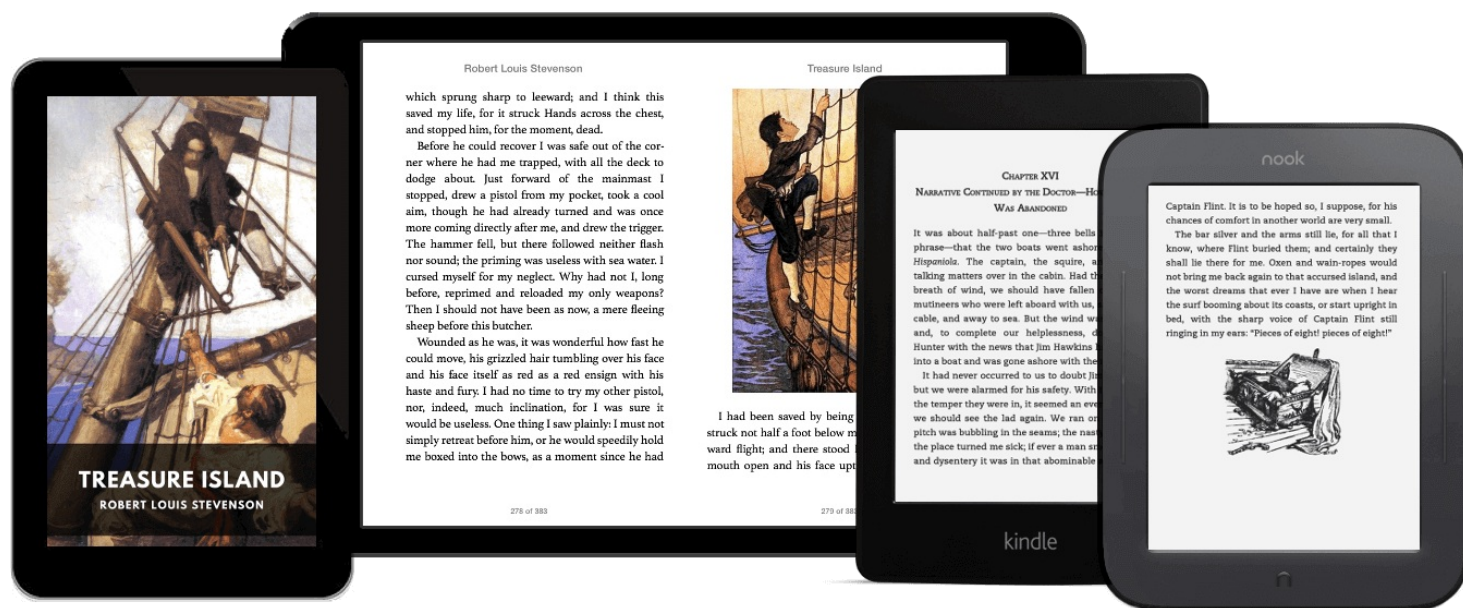 TREASURE ISLAND
ROBERT LOUIS STEVENSON
Robert Louis Stevenson
which sprung sharp to leeward; and I think this
saved my life, for it struck Hands across the chest,
and stopped him, for the moment, dead.
Before he could recover I was safe out of the cor-
ner where he had me trapped, with all the deck to
dodge about. Just forward of the mainmast I
stopped, drew a pistol from my pocket, took a cool
aim, though he had already turned and was once
more coming directly after me, and drew the trigger.
The hammer fell, but there followed neither flash
nor sound; the priming was useless with sea water. I
cursed myself for my neglect. Why had not I, long
before, reprimed and reloaded my only weapons?
Then I should not have been as now, a mere fleeing
sheep before this butcher.
Wounded as he was, it was wonderful how fast he
could move, his grizzled hair tumbling over his face
and his face itself as red as a red ensign with his
haste and fury. I had no time to try my other pistol,
nor, indeed, much inclination, for I was sure it
would be useless. One thing I saw plainly: I must not
simply retreat before him, or he would speedily hold
me boxed into the bows, as a moment since he had
278 of 383
Treasure Island
I had been saved by being
struck not half a foot below
ward flight; and there stood
mouth open and his face
279 of
CHAPTER XVI
NARRATIVE CONTINUED BY THE DOCTOR—
WAS ABANDONED
It was about half-past one—three bells
phrase—that the two boats went
Hispaniola. The captain, the squire,
talking matters over in the cabin. Had
breath of wind, we should have fallen
mutineers who were left aboard with us,
cable, and away to sea. But the wind
and, to complete our helplessness,
Hunter with the news that Jim Hawkins
into a boat and was gone ashore with
It had never occurred to us to doubt
but we were alarmed for his safety. With
the temper they were in, it seemed an
we should see the lad again. We ran
pitch was bubbling in the seams; the
the place turned me sick; if ever a man
and dysentery it was in that abominable
kindle
nook
Captain Flint. It is to be hoped so, I suppose, for his
chances of comfort in another world are very small.
The bar silver and the arms still lie, for all that I
know, where Flint buried them; and certainly they
shall lie there for me. Oxen and wain-ropes would
not bring me back again to that accursed island, and
the worst dreams that ever I have are when I hear
the surf booming about its coasts, or start upright in
bed, with the sharp voice of Captain Flint still
ringing in my ears: “Pieces of eight! pieces of eight!”